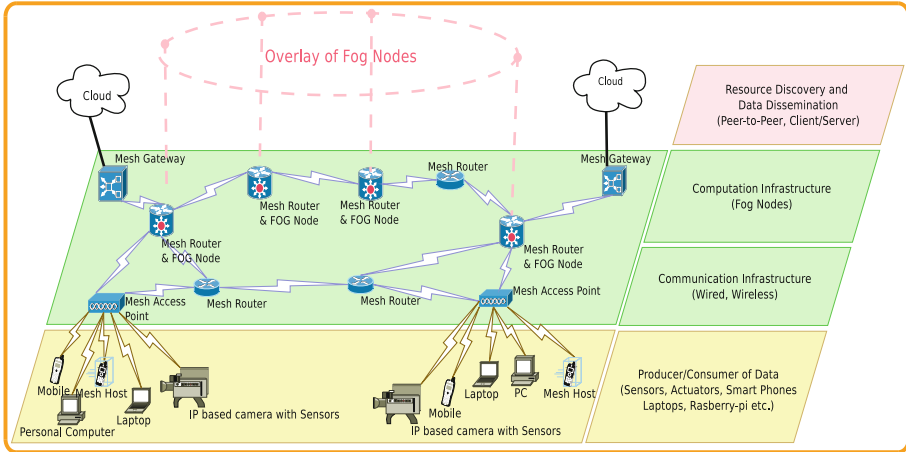 Overlay of Fog Nodes
Cloud
Cloud
Resource Discovery and
Data Dissemination
(Peer-to-Peer, Client/Server)
Mesh Gateway
Mesh Router
Mesh Gateway
Mesh Router
& FOG Node
Mesh Router
& FOG Node
Computation Infrastructure
(Fog Nodes)
Mesh Router
& FOG Node
Mesh Router
& FOG Node
Communication Infrastructure
(Wired, Wireless)
Mesh Access
Point
Mesh Router
Mesh Router
Mesh Access Point
Mobile
Mesh Host
Laptop
Personal Computer
IP based camera with Sensors
Mobile
Laptop
PC
Mesh Host
IP based camera with Sensors
Producer/Consumer of Data
(Sensors, Actuators, Smart Phones
Laptops, Rasberry-pi etc.)